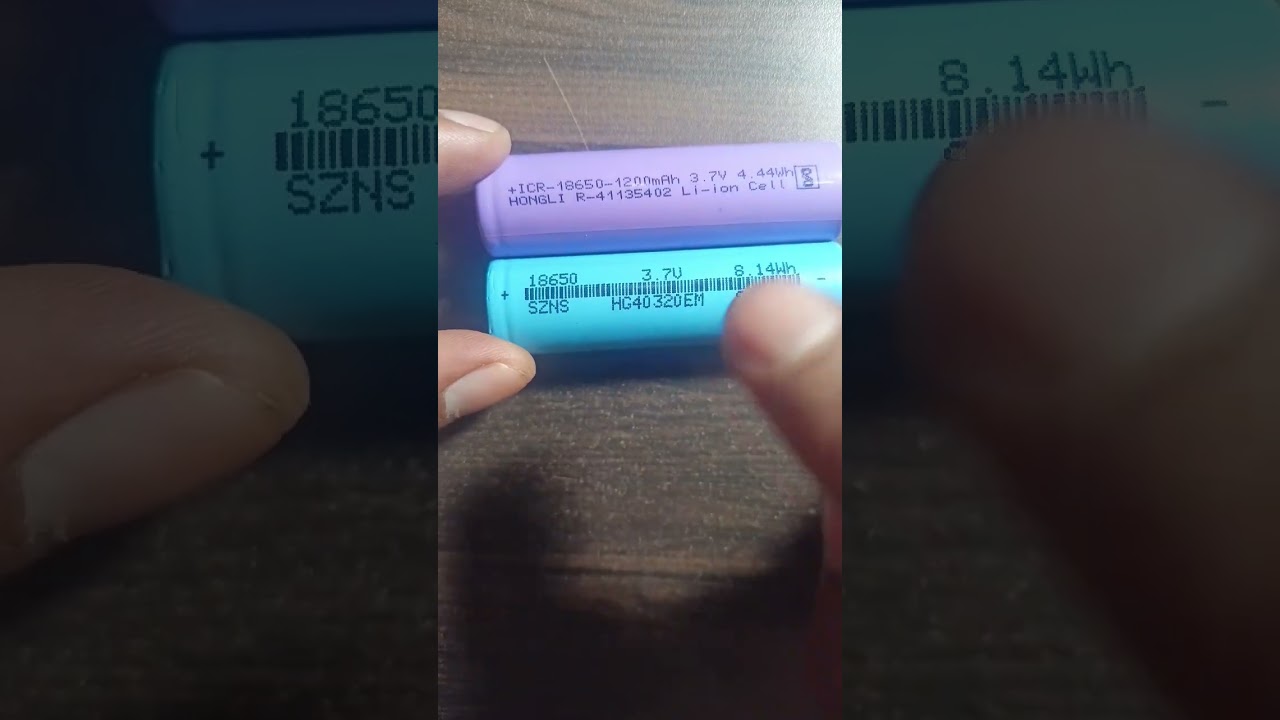 +ICR-18650-1200mAh 3.7V 4.44Wh
HONGLI R-41135402 Li-ion Cell
18650 3.7V 8.14Wh
+ -
SZNS HG40320EM
18650
+
SZNS
8.14Wh
-